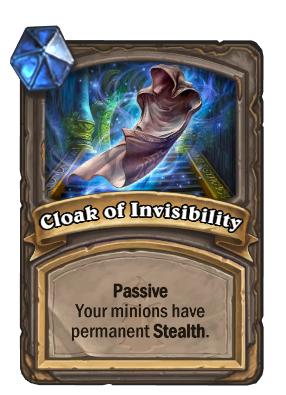 Cloak of Invisibility
Passive
Your minions have
permanent Stealth.